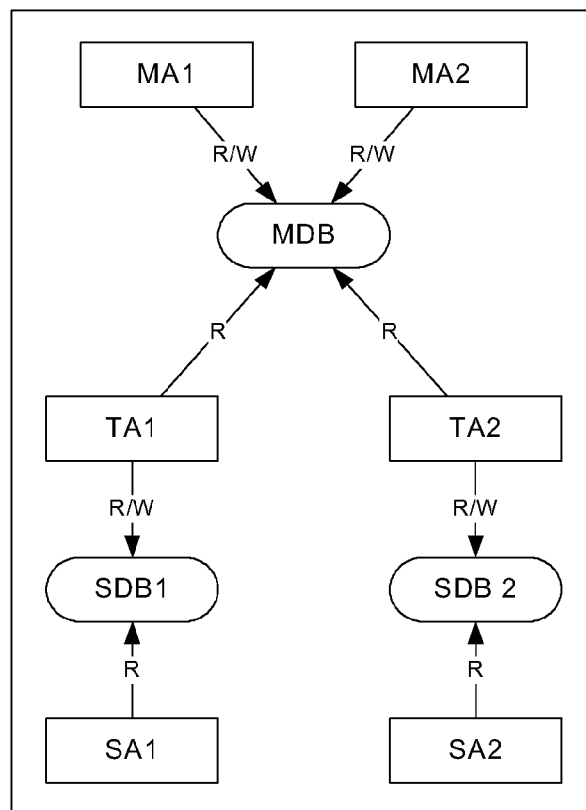 MA1 MA2
R/W R/W
MDB
R R
TA1 TA2
R/W R/W
SDB1 SDB 2
R R
SA1 SA2